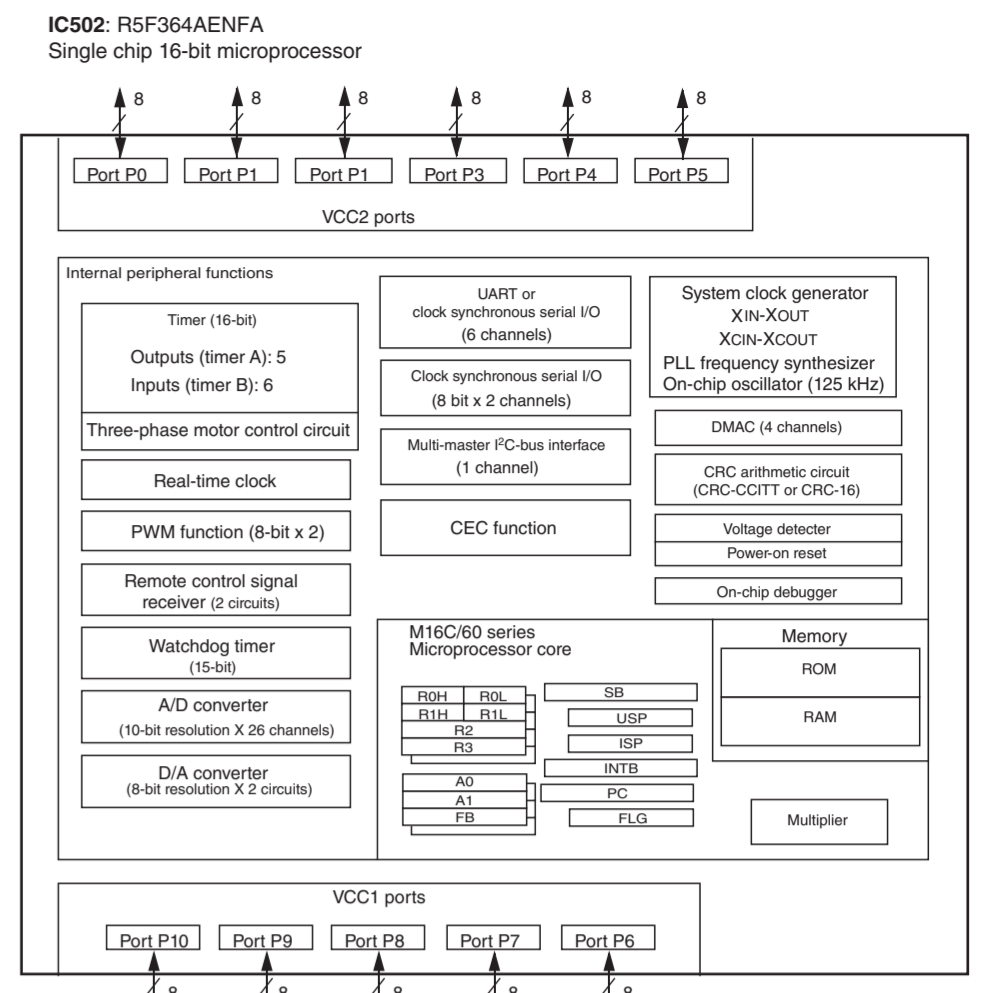 IC502: R5F364AENFA
Single chip 16-bit microprocessor
8 8 8 8 8 8
Port P0 Port P1 Port P1 Port P3 Port P4 Port P5
VCC2 ports
Internal peripheral functions
Timer (16-bit)
Outputs (timer A): 5
Inputs (timer B): 6
Three-phase motor control circuit
Real-time clock
PWM function (8-bit x 2)
Remote control signal
receiver (2 circuits)
Watchdog timer
(15-bit)
A/D converter
(10-bit resolution X 26 channels)
D/A converter
(8-bit resolution X 2 circuits)
UART or
clock synchronous serial I/O
(6 channels)
Clock synchronous serial I/O
(8 bit x 2 channels)
Multi-master I²C-bus interface
(1 channel)
CEC function
System clock generator
XIN-XOUT
XCIN-XCOUT
PLL frequency synthesizer
On-chip oscillator (125 kHz)
DMAC (4 channels)
CRC arithmetic circuit
(CRC-CCITT or CRC-16)
Voltage detecter
Power-on reset
On-chip debugger
M16C/60 series
Microprocessor core
R0H R0L
R1H R1L
R2
R3
A0
A1
FB
SB
USP
ISP
INTB
PC
FLG
Memory
ROM
RAM
Multiplier
VCC1 ports
Port P10 Port P9 Port P8 Port P7 Port P6
8 8 8 8 8